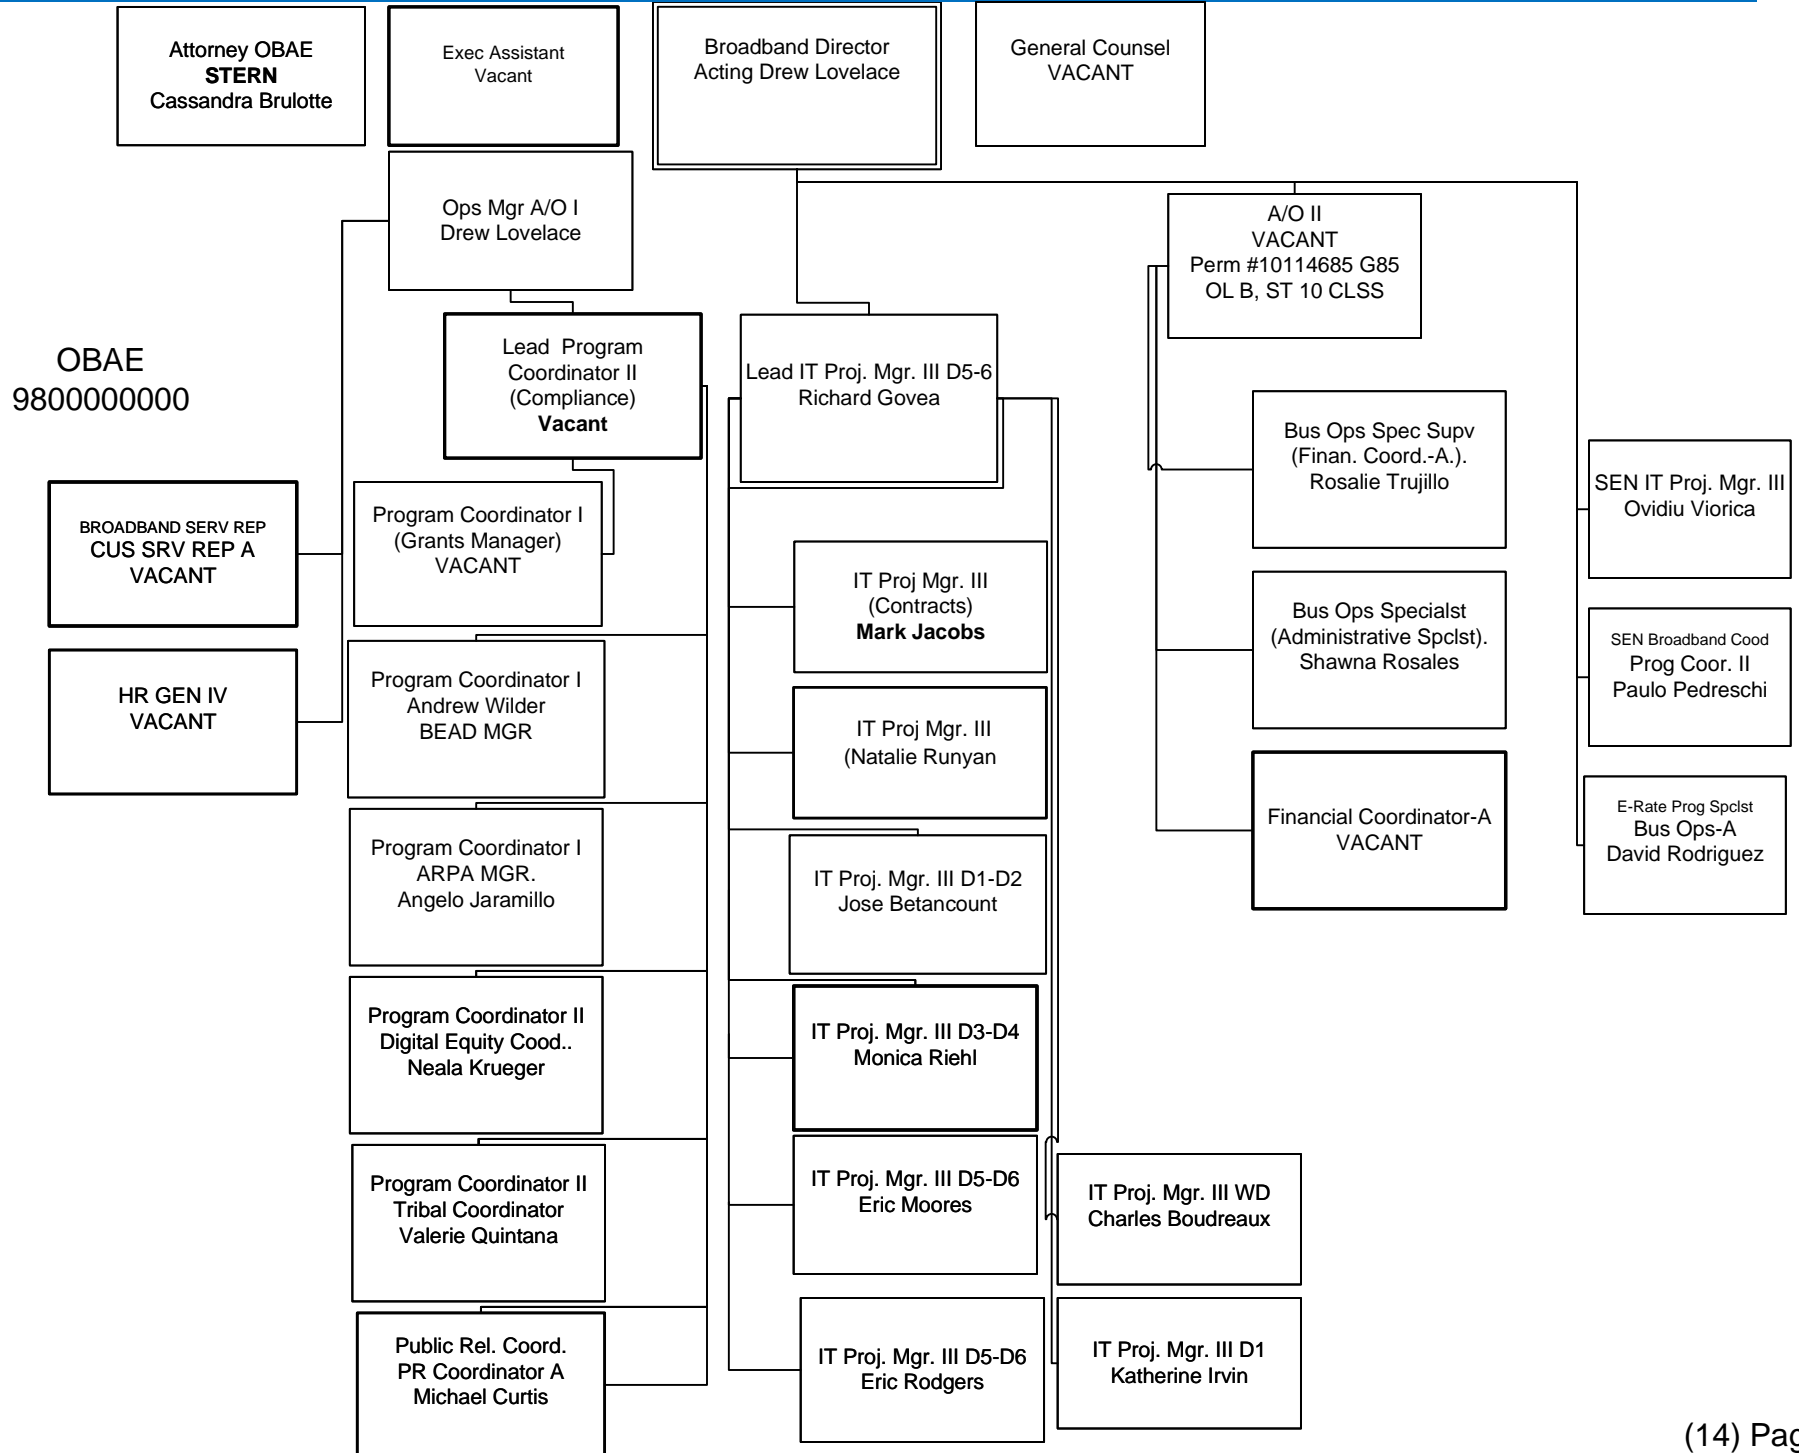 Attorney OBAE
STERN
Cassandra Brulotte
Exec Assistant
Vacant
Broadband Director
Acting Drew Lovelace
General Counsel
VACANT
Ops Mgr A/O I
Drew Lovelace
A/O II
VACANT
Perm #10114685 G85
OL B, ST 10 CLSS
OBAE
9800000000
Lead Program
Coordinator II
(Compliance)
Vacant
Lead IT Proj. Mgr. III D5-6
Richard Govea
Bus Ops Spec Supv
(Finan. Coord.-A.).
Rosalie Trujillo
SEN IT Proj. Mgr. III
Ovidiu Viorica
BROADBAND SERV REP
CUS SRV REP A
VACANT
Program Coordinator I
(Grants Manager)
VACANT
IT Proj Mgr. III
(Contracts)
Mark Jacobs
Bus Ops Specialst
(Administrative Spclst).
Shawna Rosales
SEN Broadband Cood
Prog Coor. II
Paulo Pedreschi
HR GEN IV
VACANT
Program Coordinator I
Andrew Wilder
BEAD MGR
IT Proj Mgr. III
(Natalie Runyan
Financial Coordinator-A
VACANT
E-Rate Prog Spclst
Bus Ops-A
David Rodriguez
Program Coordinator I
ARPA MGR.
Angelo Jaramillo
IT Proj. Mgr. III D1-D2
Jose Betancount
Program Coordinator II
Digital Equity Cood..
Neala Krueger
IT Proj. Mgr. III D3-D4
Monica Riehl
Program Coordinator II
Tribal Coordinator
Valerie Quintana
IT Proj. Mgr. III D5-D6
Eric Moores
IT Proj. Mgr. III WD
Charles Boudreaux
Public Rel. Coord.
PR Coordinator A
Michael Curtis
IT Proj. Mgr. III D5-D6
Eric Rodgers
IT Proj. Mgr. III D1
Katherine Irvin
(14) Pag